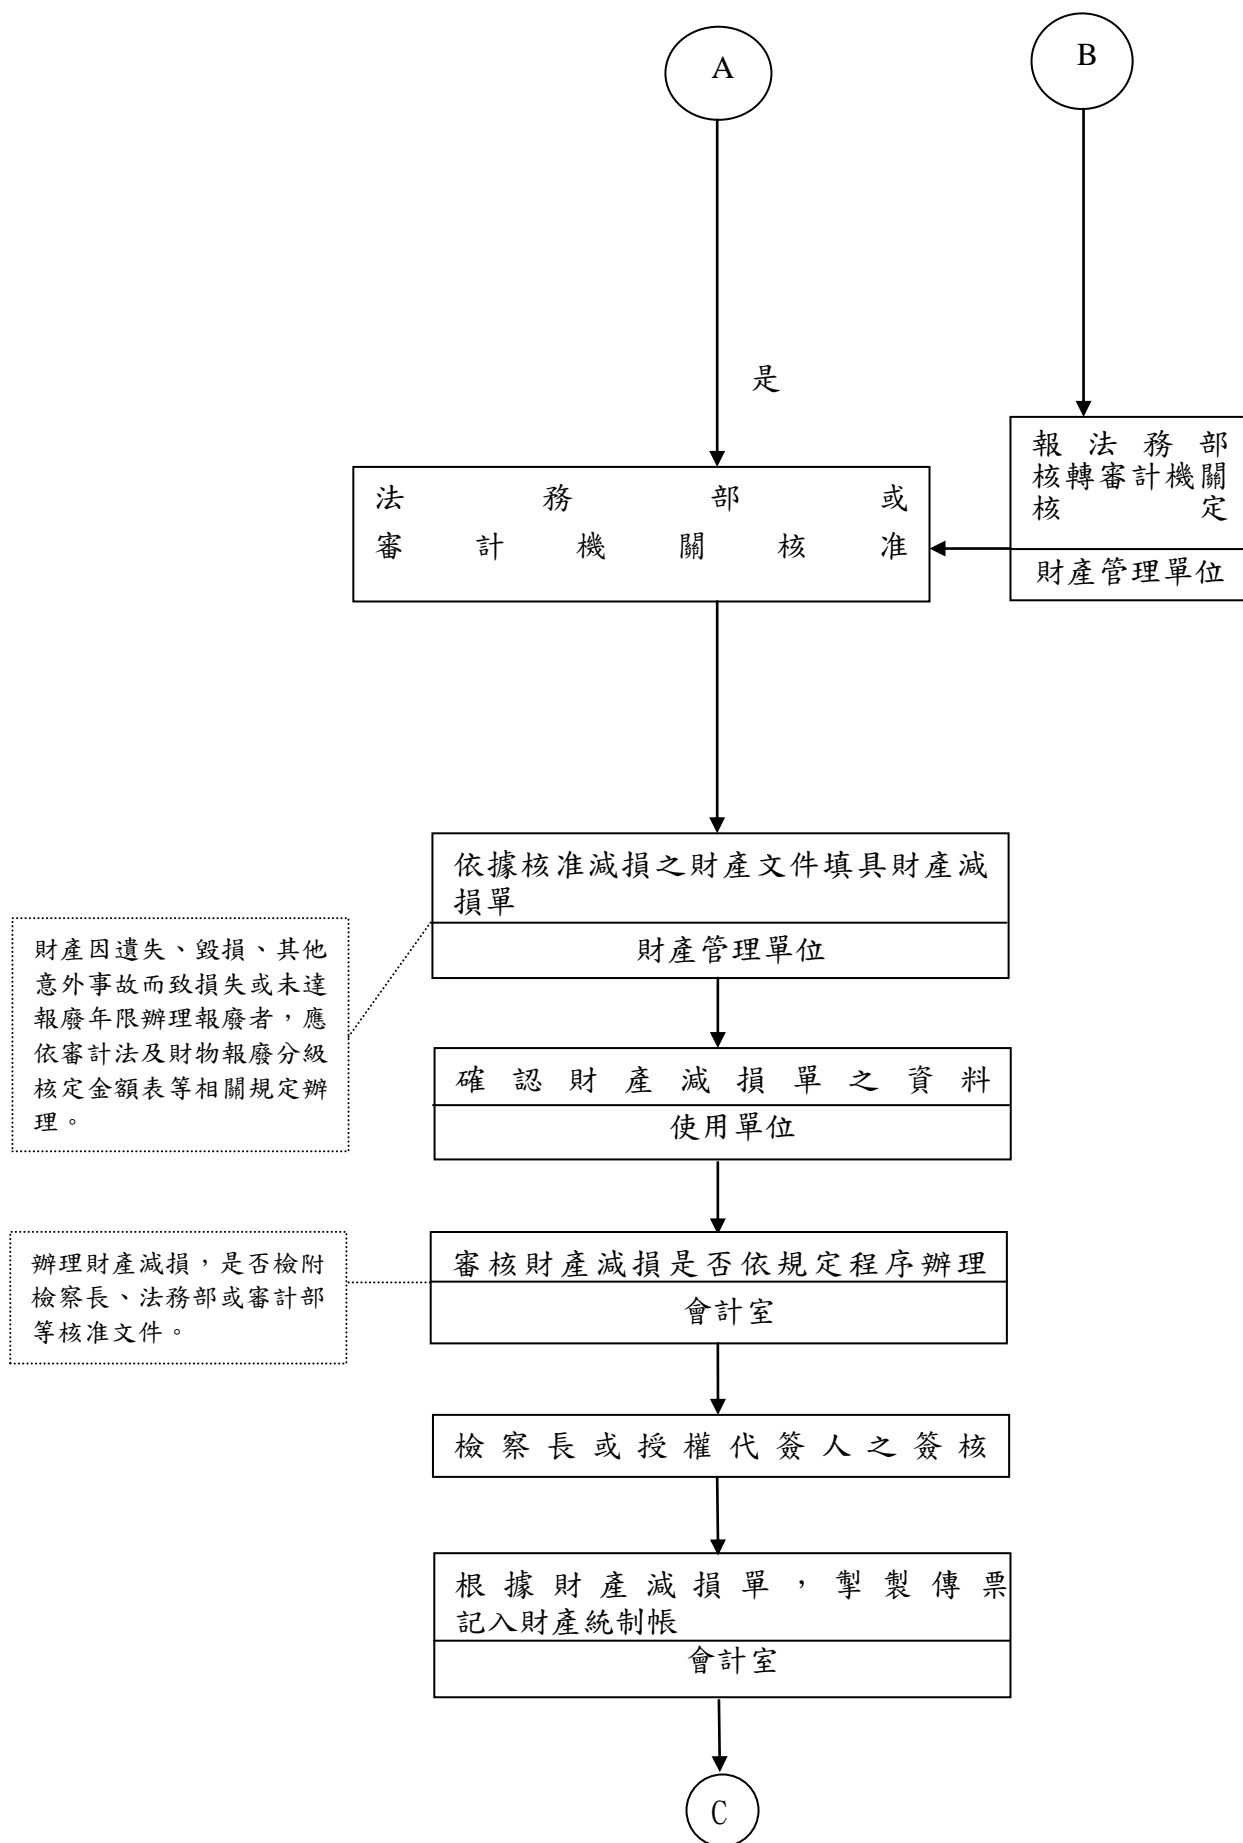 A
B
是
報法務部
核轉審計機關
核定
財產管理單位
法務部或
審計機關核准
依據核准減損之財產文件填具財產減
損單
財產管理單位
財產因遺失、毀損、其他
意外事故而致損失或未達
報廢年限辦理報廢者，應
依審計法及財物報廢分級
核定金額表等相關規定辦
理。
確認財產減損單之資料
使用單位
審核財產減損是否依規定程序辦理
會計室
辦理財產減損，是否檢附
檢察長、法務部或審計部
等核准文件。
檢察長或授權代簽人之簽核
根據財產減損單，掣製傳票
記入財產統制帳
會計室
C